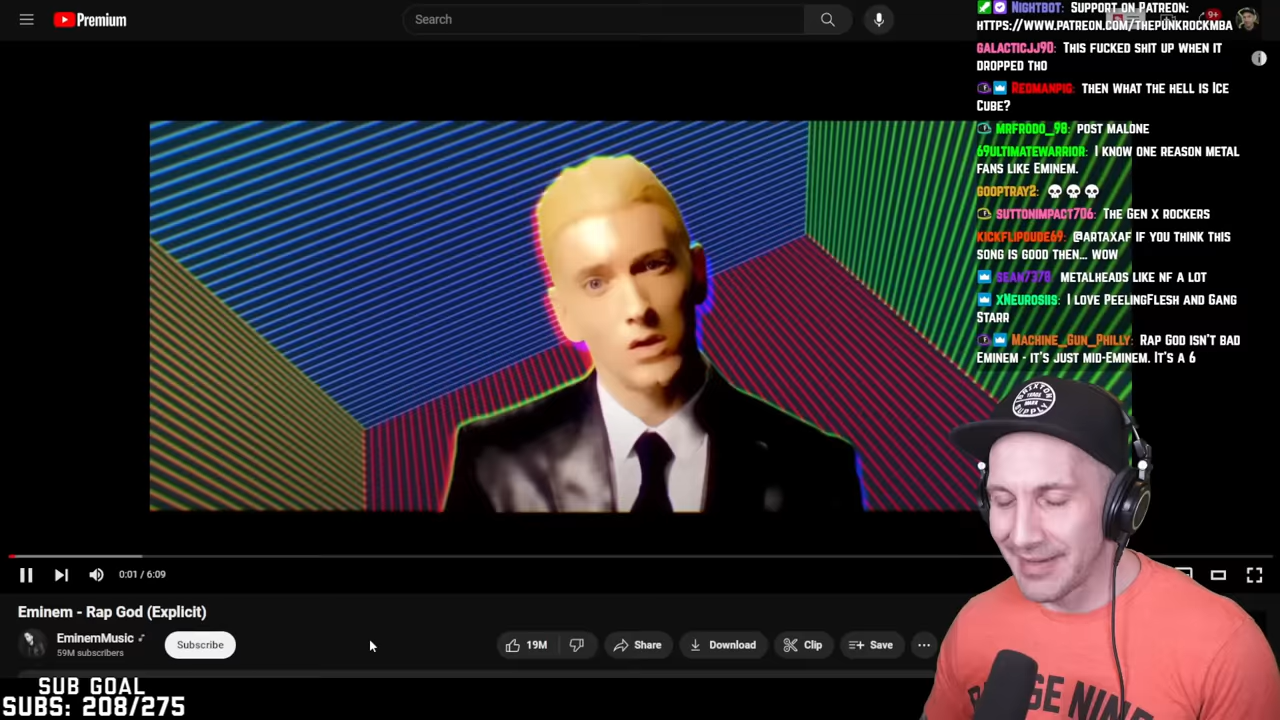 Premium
Search
9+
NIGHTBOT: SUPPORT ON PATREON:
HTTPS://WWW.PATREON.COM/THEPUNKROCKMBA
GALACTICJJ90: THIS FUCKED SHIT UP WHEN IT
DROPPED THO
REDMANPIG: THEN WHAT THE HELL IS ICE
CUBE?
MRFRODO_98: POST MALONE
69ULTIMATEWARRIOR: I KNOW ONE REASON METAL
FANS LIKE EMINEM.
GOOPTRAY2: 💀 💀 💀
SUTTONIMPACT706: THE GEN X ROCKERS
KICKFLIPDUDE69: @ARTAXAF IF YOU THINK THIS
SONG IS GOOD THEN... WOW
SEAN7378: METALHEADS LIKE NF A LOT
XNEUROSIIS: I LOVE PEELINGFLESH AND GANG
STARR
MACHINE_GUN_PHILLY: RAP GOD ISN'T BAD
EMINEM - IT'S JUST MID-EMINEM. IT'S A 6
BRIXTON
SUPPLY
0:01 / 6:09
Eminem - Rap God (Explicit)
EminemMusic
59M subscribers
Subscribe
19M
Share
Download
Clip
Save
SUB GOAL
SUBS: 208/275